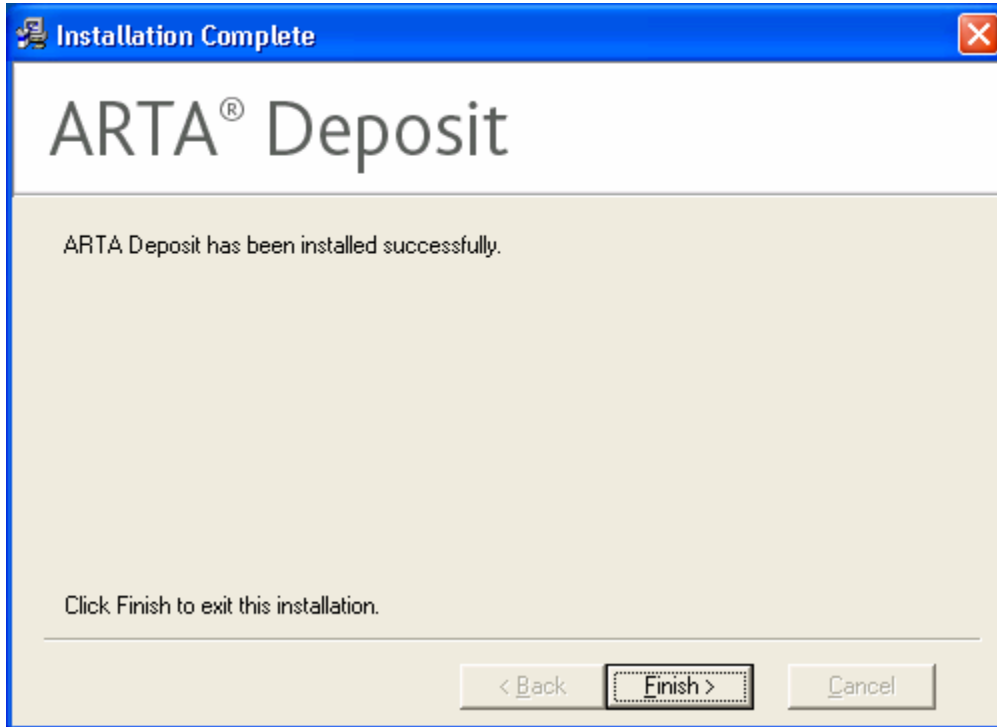 Installation Complete
ARTA® Deposit
ARTA Deposit has been installed successfully.
Click Finish to exit this installation.
< Back Finish > Cancel